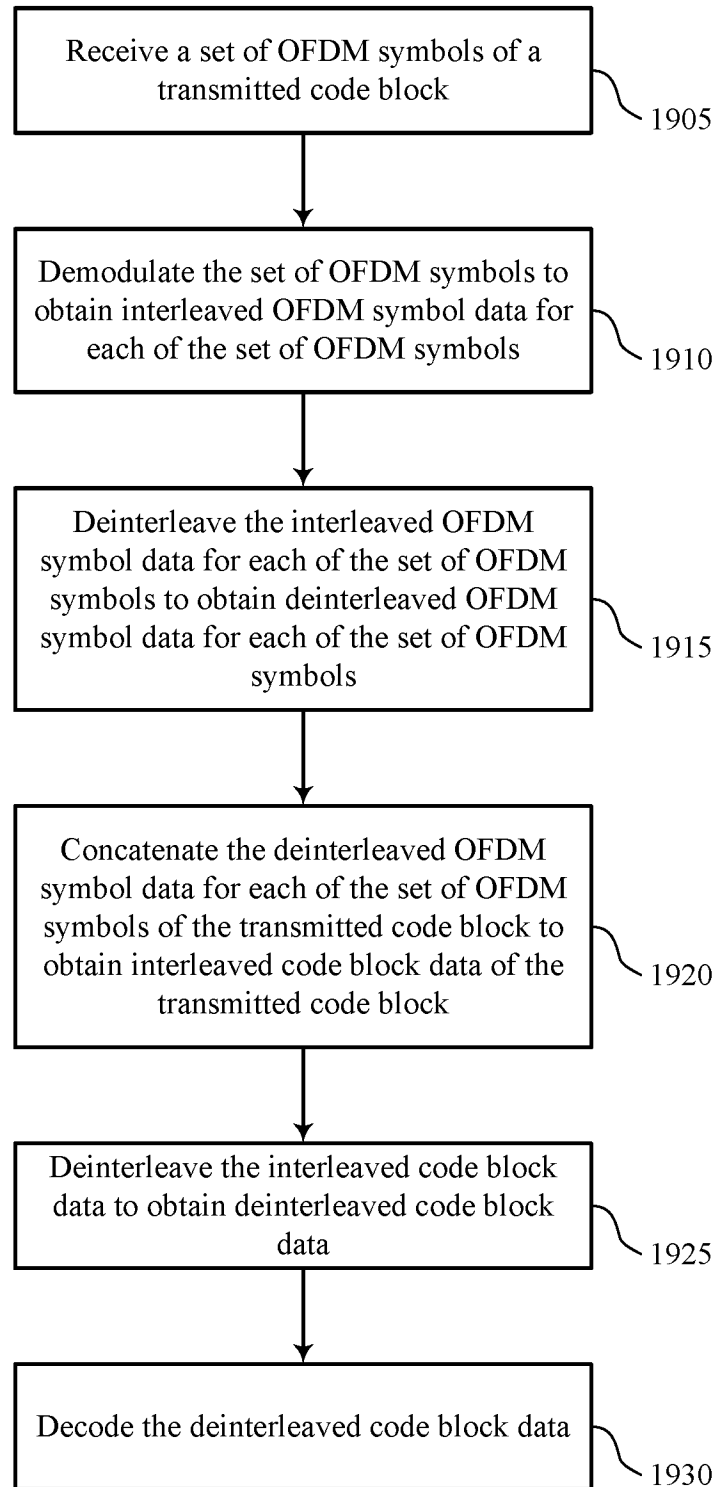 Receive a set of OFDM symbols of a
transmitted code block
1905
Demodulate the set of OFDM symbols to
obtain interleaved OFDM symbol data for
each of the set of OFDM symbols
1910
Deinterleave the interleaved OFDM
symbol data for each of the set of OFDM
symbols to obtain deinterleaved OFDM
symbol data for each of the set of OFDM
symbols
1915
Concatenate the deinterleaved OFDM
symbol data for each of the set of OFDM
symbols of the transmitted code block to
obtain interleaved code block data of the
transmitted code block
1920
Deinterleave the interleaved code block
data to obtain deinterleaved code block
data
1925
Decode the deinterleaved code block data
1930